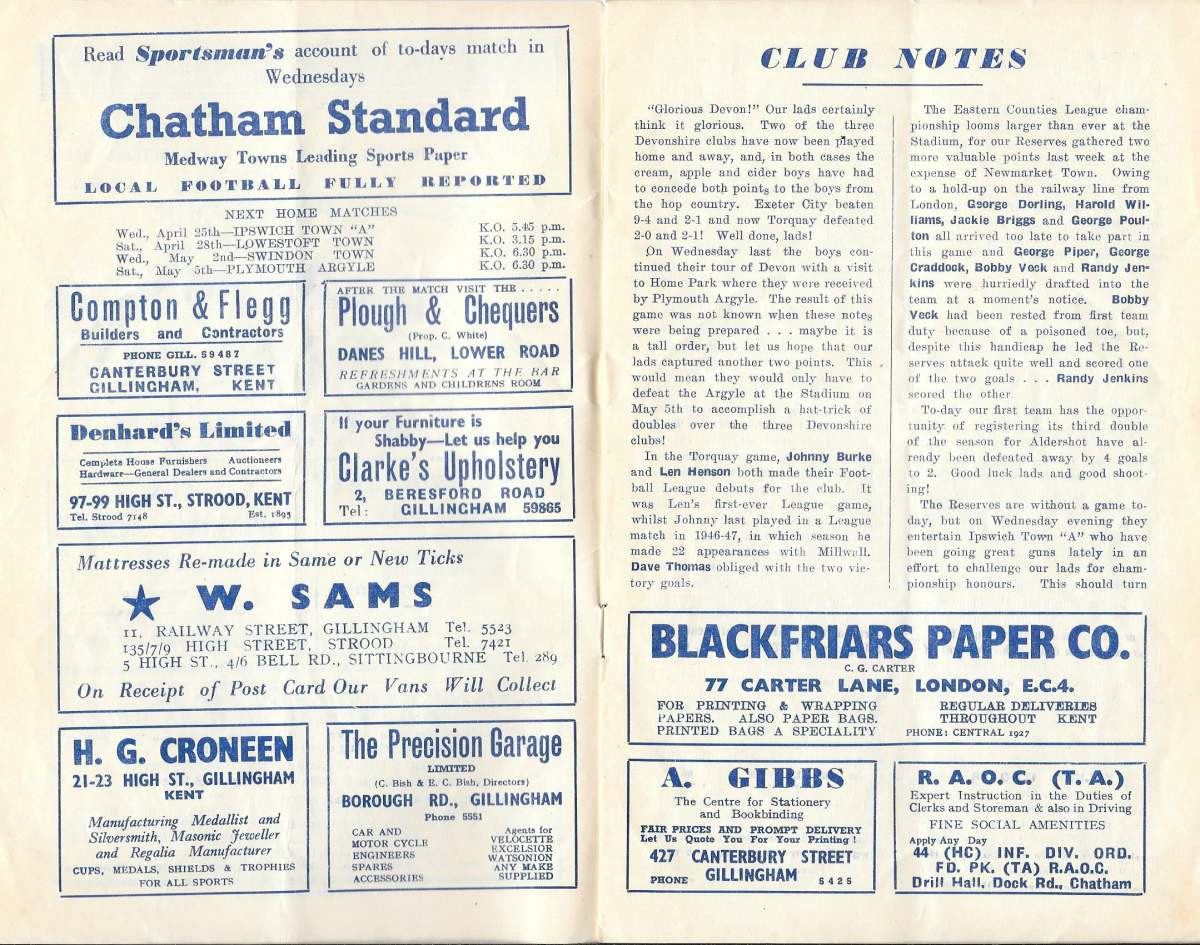 Read Sportsman's account of to-days match in
Wednesdays
Chatham Standard
Medway Towns Leading Sports Paper
LOCAL FOOTBALL FULLY REPORTED
NEXT HOME MATCHES
Wed., April 25th—IPSWICH TOWN "A" K.O. 5.45 p.m.
Sat., April 28th—LOWESTOFT TOWN K.O. 3.15 p.m.
Wed., May 2nd—SWINDON TOWN K.O. 6.30 p.m.
Sat., May 5th—PLYMOUTH ARGYLE K.O. 6.30 p.m.
Compton & Flegg
Builders and Contractors
PHONE GILL. 59487
CANTERBURY STREET
GILLINGHAM, KENT
AFTER THE MATCH VISIT THE . . . . .
Plough & Chequers
(Prop. C. White)
DANES HILL, LOWER ROAD
REFRESHMENTS AT THE BAR
GARDENS AND CHILDRENS ROOM
Denhard's Limited
Complete House Furnishers Auctioneers
Hardware—General Dealers and Contractors
97-99 HIGH ST., STROOD, KENT
Tel. Strood 7148 Est. 1895
If your Furniture is
Shabby—Let us help you
Clarke's Upholstery
2, BERESFORD ROAD
Tel: GILLINGHAM 59865
Mattresses Re-made in Same or New Ticks
W. SAMS
11, RAILWAY STREET, GILLINGHAM Tel. 5523
135/7/9 HIGH STREET, STROOD Tel. 7421
5 HIGH ST., 4/6 BELL RD., SITTINGBOURNE Tel. 289
On Receipt of Post Card Our Vans Will Collect
H. G. CRONEEN
21-23 HIGH ST., GILLINGHAM
KENT
Manufacturing Medallist and
Silversmith, Masonic Jeweller
and Regalia Manufacturer
CUPS, MEDALS, SHIELDS & TROPHIES
FOR ALL SPORTS
The Precision Garage
LIMITED
(C. Bish & E. C. Bish, Directors)
BOROUGH RD., GILLINGHAM
Phone 5551
CAR AND
MOTOR CYCLE
ENGINEERS
SPARES
ACCESSORIES
Agents for
VELOCETTE
EXCELSIOR
WATSONION
ANY MAKE
SUPPLIED
CLUB NOTES
"Glorious Devon!" Our lads certainly
think it glorious. Two of the three
Devonshire clubs have now been played
home and away, and, in both cases the
cream, apple and cider boys have had
to concede both points to the boys from
the hop country. Exeter City beaten
9-4 and 2-1 and now Torquay defeated
2-0 and 2-1! Well done, lads!
On Wednesday last the boys con-
tinued their tour of Devon with a visit
to Home Park where they were received
by Plymouth Argyle. The result of this
game was not known when these notes
were being prepared . . . maybe it is
a tall order, but let us hope that our
lads captured another two points. This
would mean they would only have to
defeat the Argyle at the Stadium on
May 5th to accomplish a hat-trick of
doubles over the three Devonshire
clubs!
In the Torquay game, Johnny Burke
and Len Henson both made their Foot-
ball League debuts for the club. It
was Len's first-ever League game,
whilst Johnny last played in a League
match in 1946-47, in which season he
made 22 appearances with Millwall.
Dave Thomas obliged with the two vic-
tory goals.
The Eastern Counties League cham-
pionship looms larger than ever at the
Stadium, for our Reserves gathered two
more valuable points last week at the
expense of Newmarket Town. Owing
to a hold-up on the railway line from
London, George Dorling, Harold Wil-
liams, Jackie Briggs and George Poul-
ton all arrived too late to take part in
this game and George Piper, George
Craddock, Bobby Veck and Randy Jen-
kins were hurriedly drafted into the
team at a moment's notice. Bobby
Veck had been rested from first team
duty because of a poisoned toe, but,
despite this handicap he led the Re-
serves attack quite well and scored one
of the two goals . . . Randy Jenkins
scored the other.
To-day our first team has the oppor-
tunity of registering its third double
of the season for Aldershot have al-
ready been defeated away by 4 goals
to 2. Good luck lads and good shoot-
ing!
The Reserves are without a game to-
day, but on Wednesday evening they
entertain Ipswich Town "A" who have
been going great guns lately in an
effort to challenge our lads for cham-
pionship honours. This should turn
BLACKFRIARS PAPER CO.
C. G. CARTER
77 CARTER LANE, LONDON, E.C.4.
FOR PRINTING & WRAPPING
PAPERS. ALSO PAPER BAGS.
PRINTED BAGS A SPECIALITY
REGULAR DELIVERIES
THROUGHOUT KENT
PHONE: CENTRAL 1927
A. GIBBS
The Centre for Stationery
and Bookbinding
FAIR PRICES AND PROMPT DELIVERY
Let Us Quote You For Your Printing!
427 CANTERBURY STREET
GILLINGHAM
PHONE 5425
R. A. O. C. (T. A.)
Expert Instruction in the Duties of
Clerks and Storeman & also in Driving
FINE SOCIAL AMENITIES
Apply Any Day
44 (HC) INF. DIV. ORD.
FD. PK. (TA) R.A.O.C.
Drill Hall, Dock Rd., Chatham